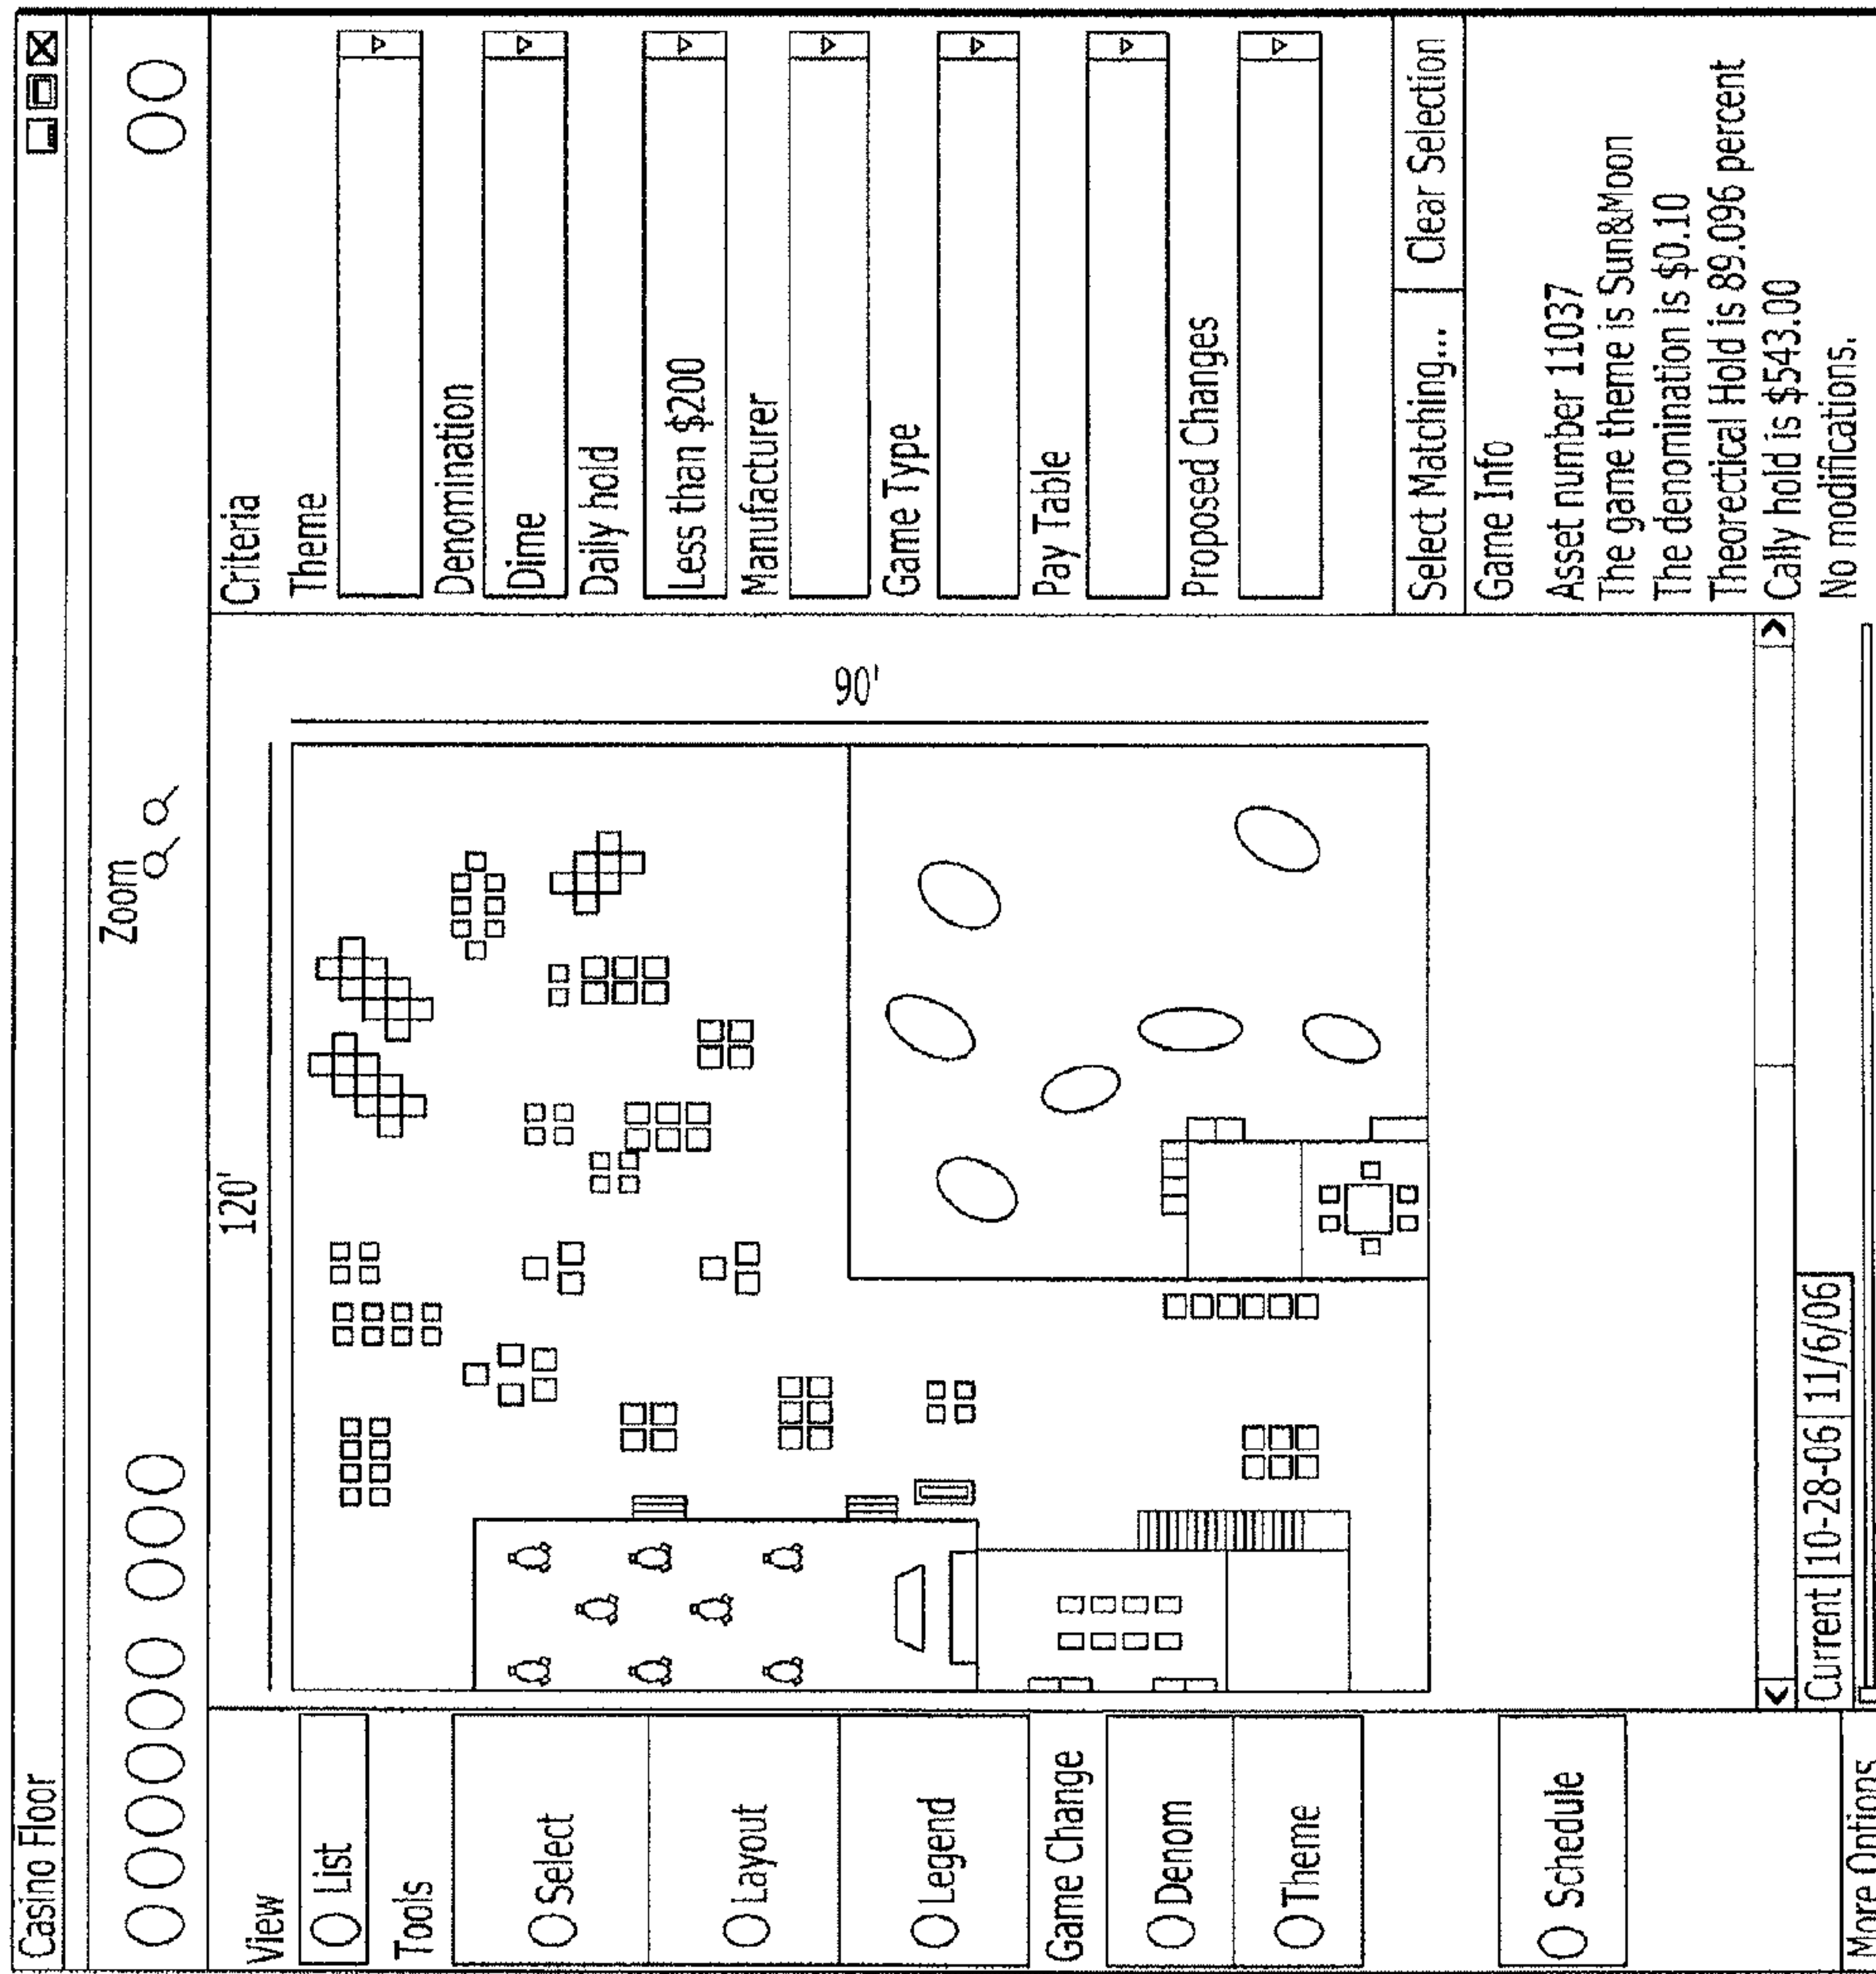 Casino Floor
Zoom
View
List
Tools
Select
Layout
Legend
Game Change
Denom
Theme
Schedule
More Options
120'
90'
Current
10-28-06
11/6/06
Criteria
Theme
Denomination
Dime
Daily hold
Less than $200
Manufacturer
Game Type
Pay Table
Proposed Changes
Select Matching...
Clear Selection
Game Info
Asset number 11037
The game theme is Sun&Moon
The denomination is $0.10
Theorectical Hold is 89.096 percent
Cally hold is $543.00
No modifications.